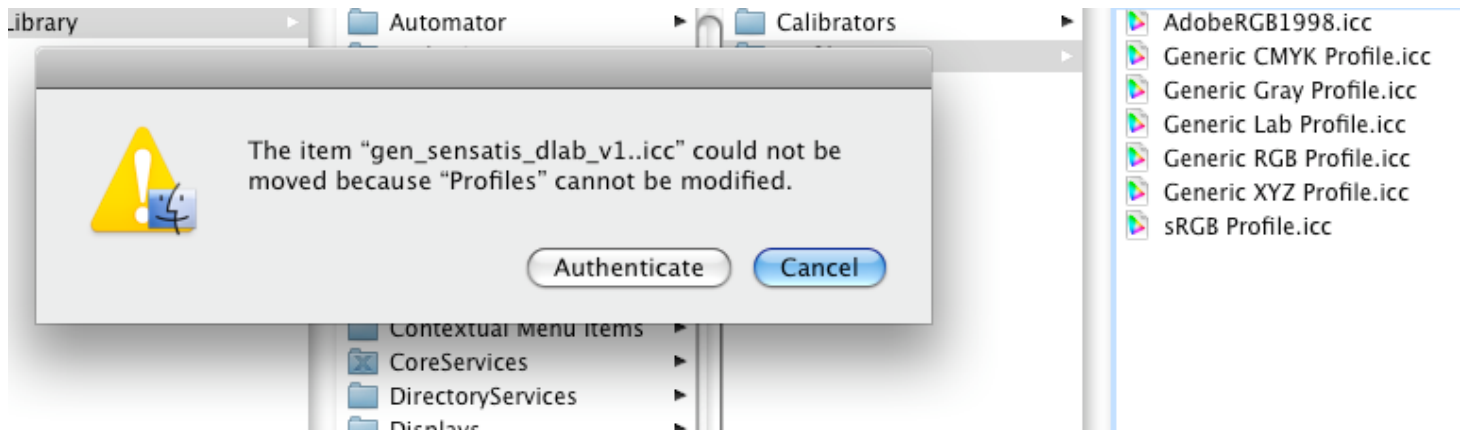 Library
Automator
Calibrators
AdobeRGB1998.icc
Generic CMYK Profile.icc
Generic Gray Profile.icc
Generic Lab Profile.icc
Generic RGB Profile.icc
Generic XYZ Profile.icc
sRGB Profile.icc
The item “gen_sensatis_dlab_v1..icc” could not be
moved because “Profiles” cannot be modified.
Authenticate
Cancel
Contextual Menu Items
CoreServices
DirectoryServices
Displays